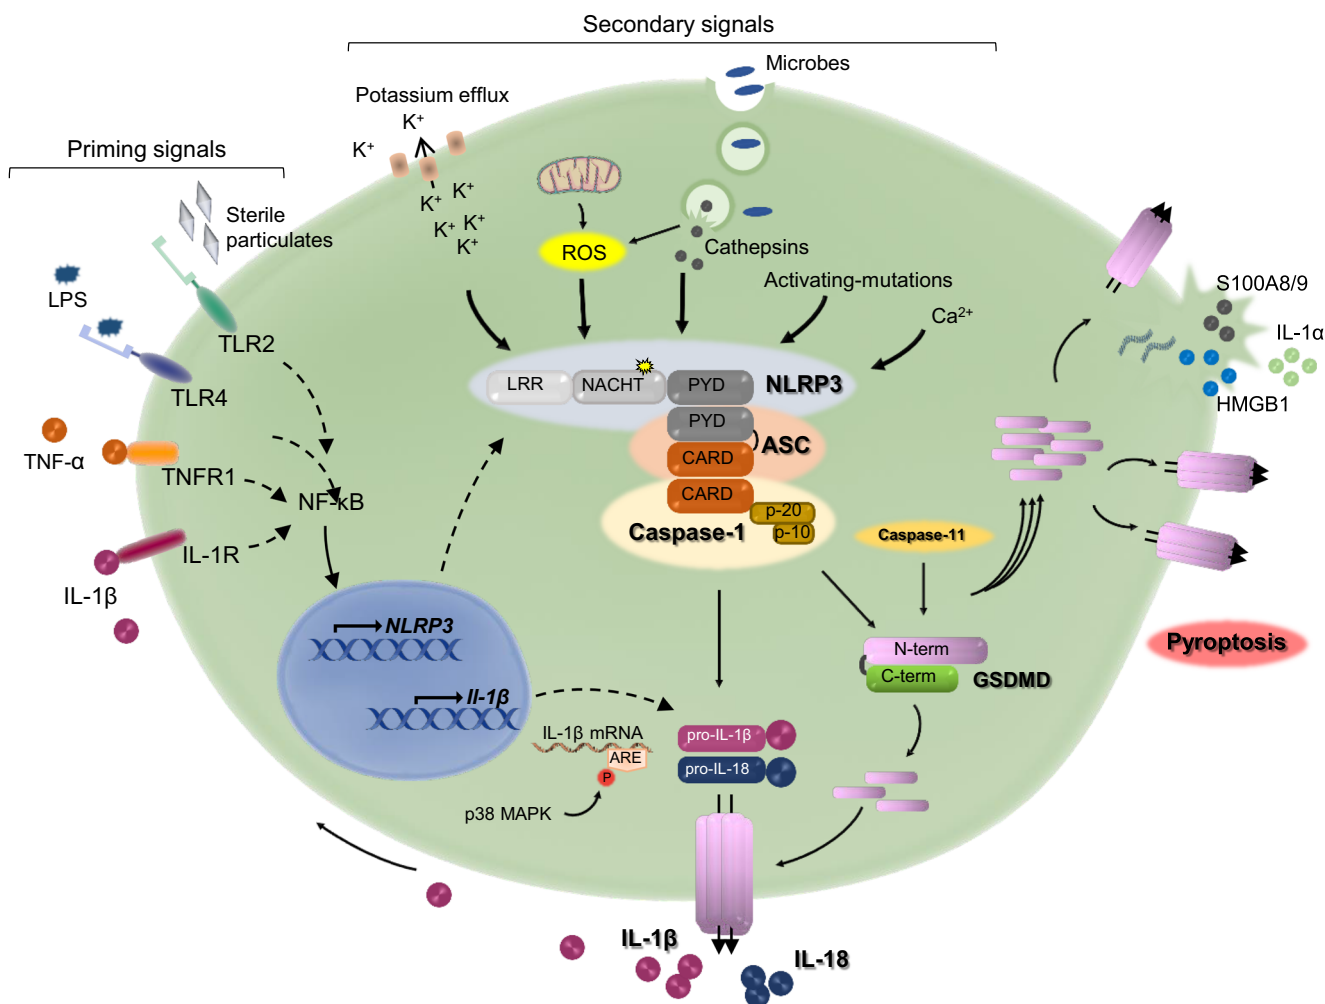 Secondary signals
Microbes
Potassium efflux
K⁺
K⁺
Priming signals
K⁺
K⁺
K⁺
K⁺
K⁺
Sterile
particulates
ROS
Cathepsins
Activating-mutations
Ca²⁺
S100A8/9
IL-1α
HMGB1
LPS
TLR2
TLR4
LRR
NACHT
PYD
NLRP3
PYD
ASC
CARD
CARD
p-20
p-10
Caspase-1
Caspase-11
TNF-α
TNFR1
NF-κB
IL-1R
IL-1β
NLRP3
Il-1β
N-term
C-term
GSDMD
Pyroptosis
IL-1β mRNA
ARE
P
p38 MAPK
pro-IL-1β
pro-IL-18
IL-1β
IL-18